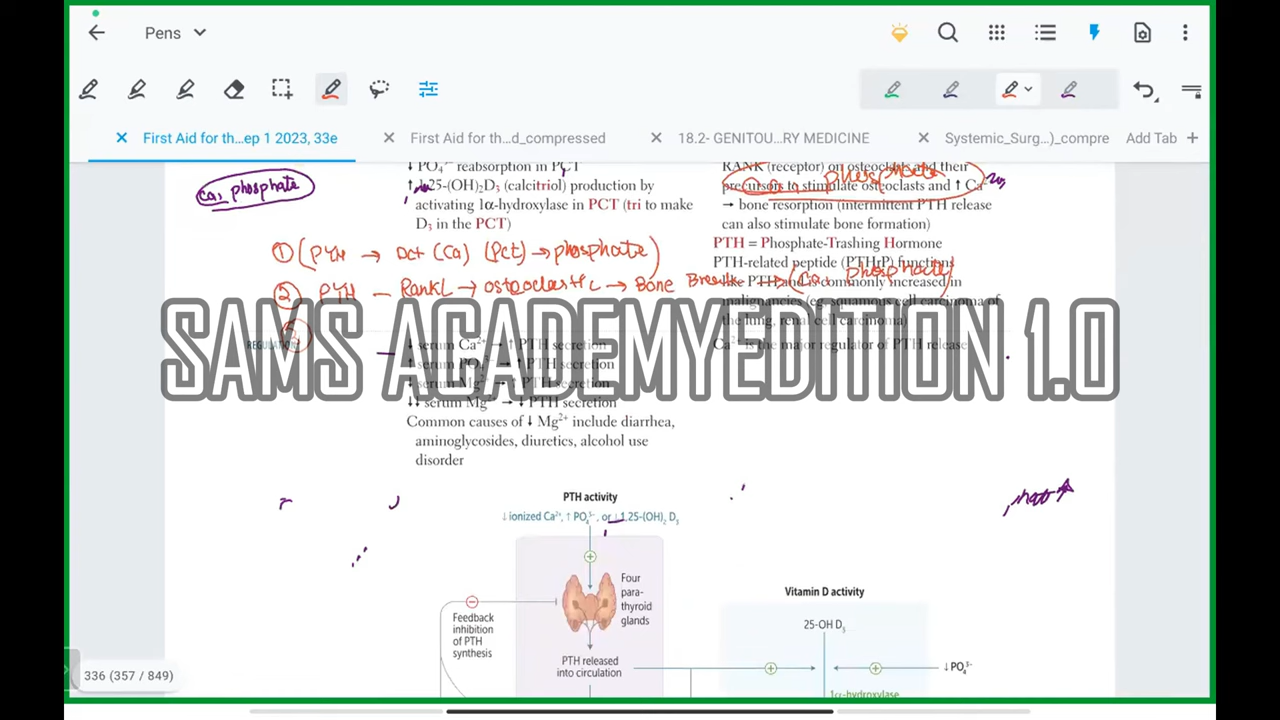 Pens
First Aid for th...ep 1 2023, 33e
First Aid for th...d_compressed
18.2- GENITOU...RY MEDICINE
Systemic_Surg...)_compre
Add Tab
↓ PO₄³⁻ reabsorption in PCT
↑ 1,25-(OH)₂D₃ (calcitriol) production by
activating 1α-hydroxylase in PCT (tri to make
D₃ in the PCT)
RANK (receptor) on osteoclasts and their
precursors to stimulate osteoclasts and ↑ Ca²⁺
→ bone resorption (intermittent PTH release
can also stimulate bone formation)
PTH = Phosphate-Trashing Hormone
PTH-related peptide (PTHrP) functions
like PTH and is commonly increased in
malignancies (eg, squamous cell carcinoma of
the lung, renal cell carcinoma)
Ca, phosphate
Ca, phosphate
① (PTH → Dct (Ca) (Pct) → phosphate)
② PTH – RankL → osteoclastic → Bone Break → (Ca, phosphate)
SAMS ACADEMYEDITION 1.0
REGULATION
↓ serum Ca²⁺ → ↑ PTH secretion
↑ serum PO₄³⁻ → ↑ PTH secretion
↓ serum Mg²⁺ → ↑ PTH secretion
↓↓ serum Mg²⁺ → ↓ PTH secretion
Common causes of ↓ Mg²⁺ include diarrhea,
aminoglycosides, diuretics, alcohol use
disorder
Ca²⁺ is the major regulator of PTH release
PTH activity
↓ ionized Ca²⁺, ↑ PO₄³⁻, or ↓ 1,25-(OH)₂ D₃
Four
para-
thyroid
glands
Feedback
inhibition
of PTH
synthesis
PTH released
into circulation
Vitamin D activity
25-OH D₃
↓ PO₄³⁻
1α-hydroxylase
336 (357 / 849)